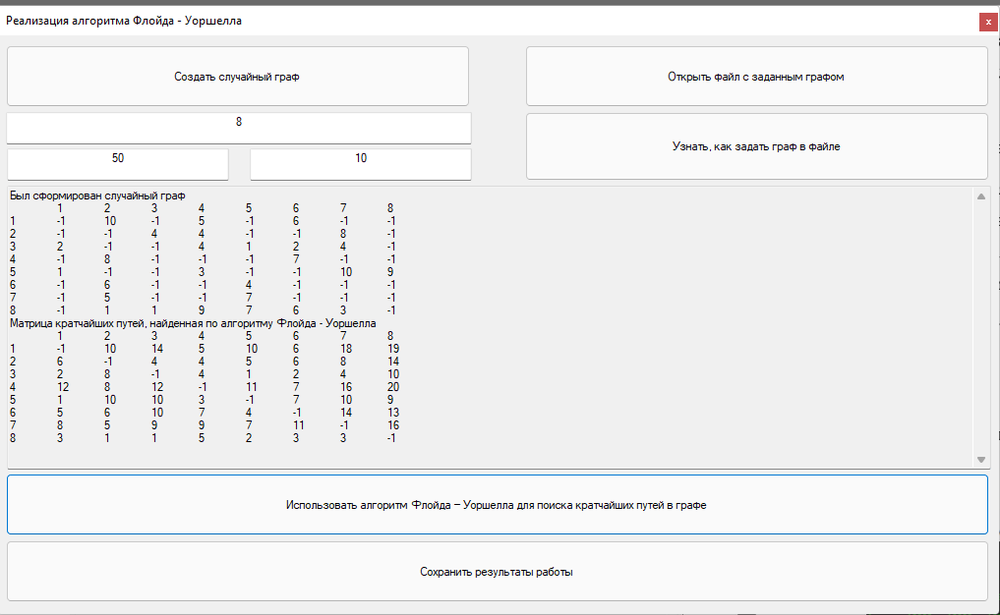 Реализация алгоритма Флойда - Уоршелла
x
Создать случайный граф
Открыть файл с заданным графом
8
Узнать, как задать граф в файле
50 10
Был сформирован случайный граф
1 2 3 4 5 6 7 8
1 -1 10 -1 5 -1 6 -1 -1
2 -1 -1 4 4 -1 -1 8 -1
3 2 -1 -1 4 1 2 4 -1
4 -1 8 -1 -1 -1 7 -1 -1
5 1 -1 -1 3 -1 -1 10 9
6 -1 6 -1 -1 4 -1 -1 -1
7 -1 5 -1 -1 7 -1 -1 -1
8 -1 1 1 9 7 6 3 -1
Матрица кратчайших путей, найденная по алгоритму Флойда - Уоршелла
1 2 3 4 5 6 7 8
1 -1 10 14 5 10 6 18 19
2 6 -1 4 4 5 6 8 14
3 2 8 -1 4 1 2 4 10
4 12 8 12 -1 11 7 16 20
5 1 10 10 3 -1 7 10 9
6 5 6 10 7 4 -1 14 13
7 8 5 9 9 7 11 -1 16
8 3 1 1 5 2 3 3 -1
Использовать алгоритм Флойда – Уоршелла для поиска кратчайших путей в графе
Сохранить результаты работы